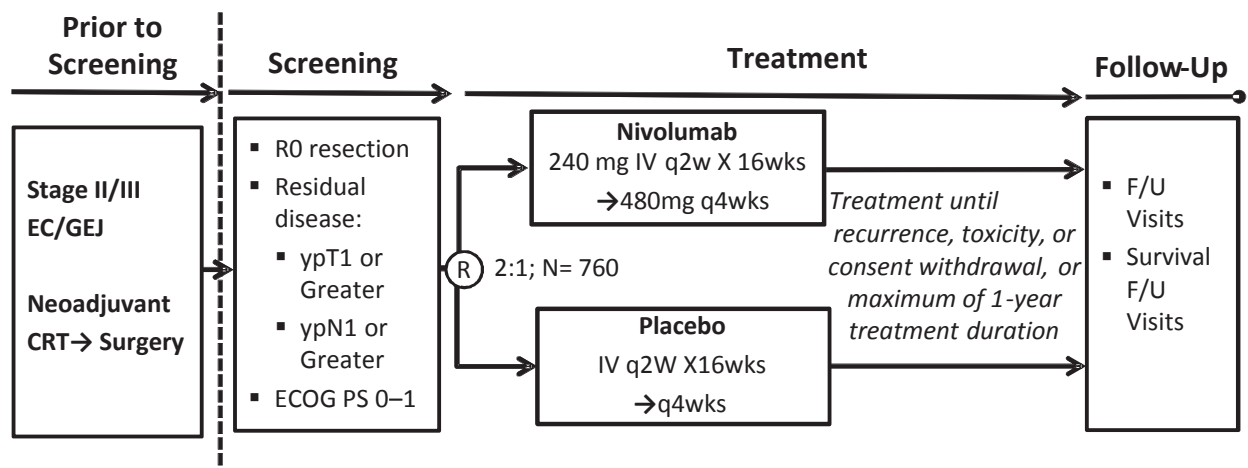 Prior to
Screening
Screening
Treatment
Follow-Up
Stage II/III
EC/GEJ
Neoadjuvant
CRT→ Surgery
▪ R0 resection
▪ Residual
disease:
▪ ypT1 or
Greater
▪ ypN1 or
Greater
▪ ECOG PS 0–1
R
2:1; N= 760
Nivolumab
240 mg IV q2w X 16wks
→480mg q4wks
Placebo
IV q2W X16wks
→q4wks
Treatment until
recurrence, toxicity, or
consent withdrawal, or
maximum of 1-year
treatment duration
▪ F/U
Visits
▪ Survival
F/U
Visits